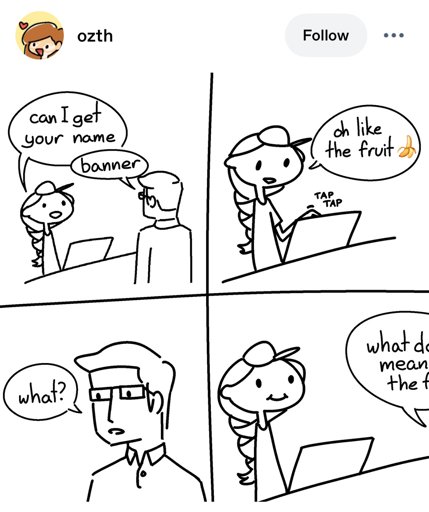 ozth
Follow
can I get
your name
banner
oh like
the fruit 🍌
TAP
TAP
what?
what do
mean
the f